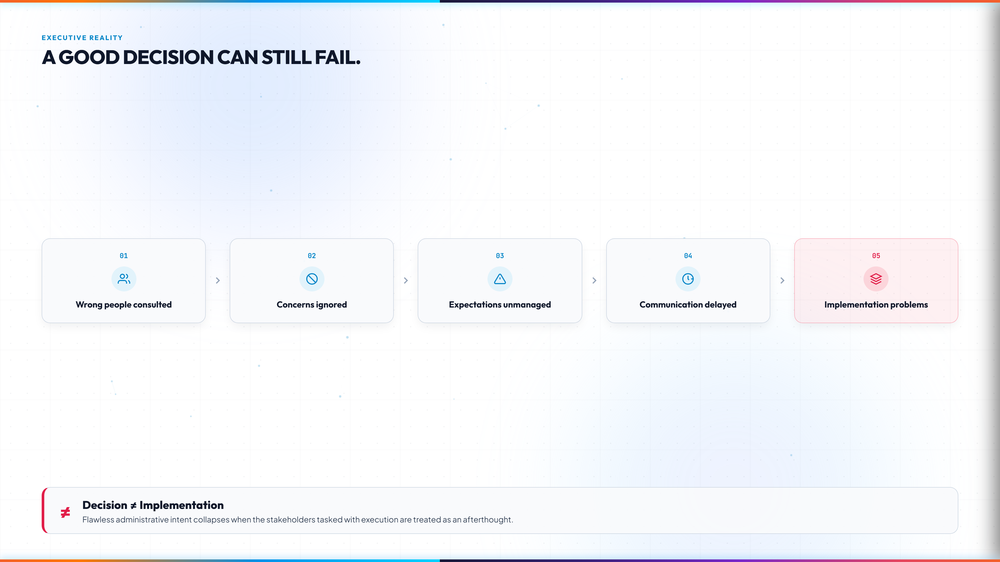 EXECUTIVE REALITY
A GOOD DECISION CAN STILL FAIL.
01
Wrong people consulted
02
Concerns ignored
03
Expectations unmanaged
04
Communication delayed
05
Implementation problems
≠
Decision ≠ Implementation
Flawless administrative intent collapses when the stakeholders tasked with execution are treated as an afterthought.